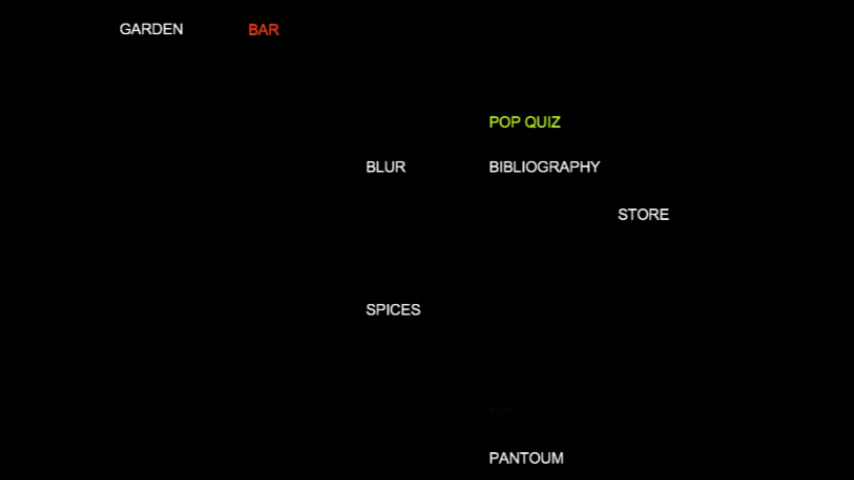 GARDEN BAR
POP QUIZ
BLUR BIBLIOGRAPHY
STORE
SPICES
PANTOUM